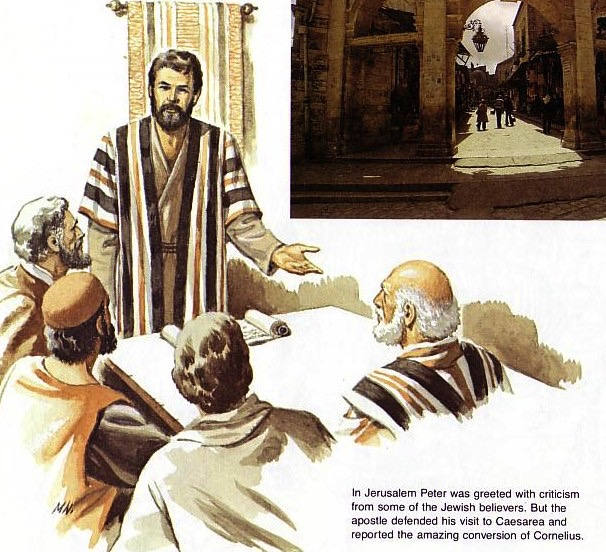 In Jerusalem Peter was greeted with criticism
from some of the Jewish believers. But the
apostle defended his visit to Caesarea and
reported the amazing conversion of Cornelius.